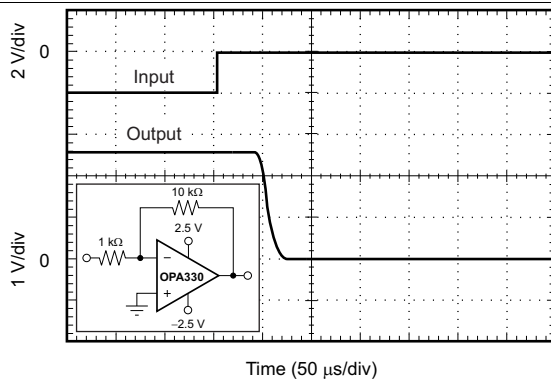 2 V/div
0
Input
Output
10 kΩ
2.5 V
1 kΩ
−
OPA330
+
−2.5 V
1 V/div
0
Time (50 μs/div)